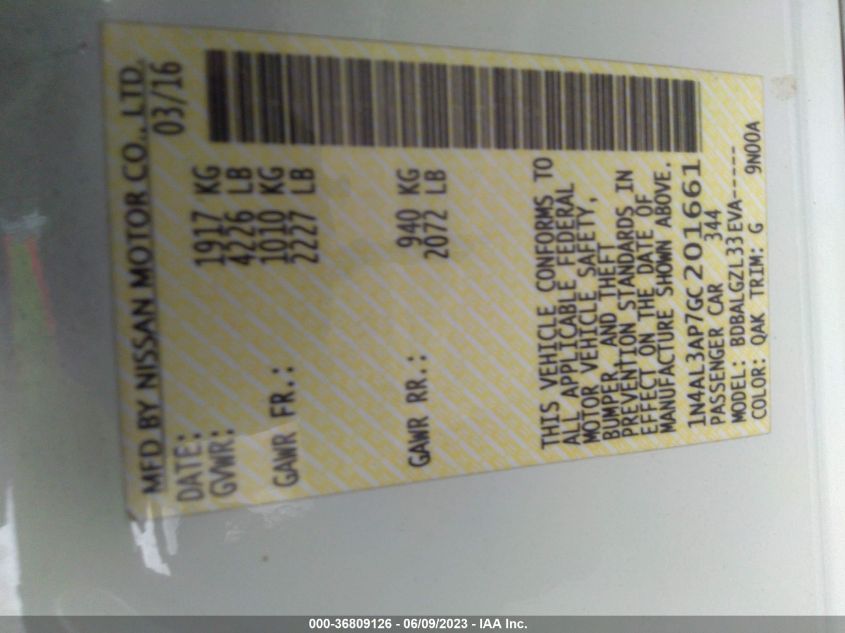 MFD BY NISSAN MOTOR CO., LTD.
DATE: 03/16
GVWR: 1917 KG
4226 LB
GAWR FR.: 1010 KG
2227 LB
GAWR RR.: 940 KG
2072 LB
THIS VEHICLE CONFORMS TO
ALL APPLICABLE FEDERAL
MOTOR VEHICLE SAFETY,
BUMPER, AND THEFT
PREVENTION STANDARDS IN
EFFECT ON THE DATE OF
MANUFACTURE SHOWN ABOVE.
1N4AL3AP7GC201661
PASSENGER CAR 344
MODEL: BDBALGZL33EVA-----
COLOR: QAK TRIM: G 9N00A
000-36809126 - 06/09/2023 - IAA Inc.